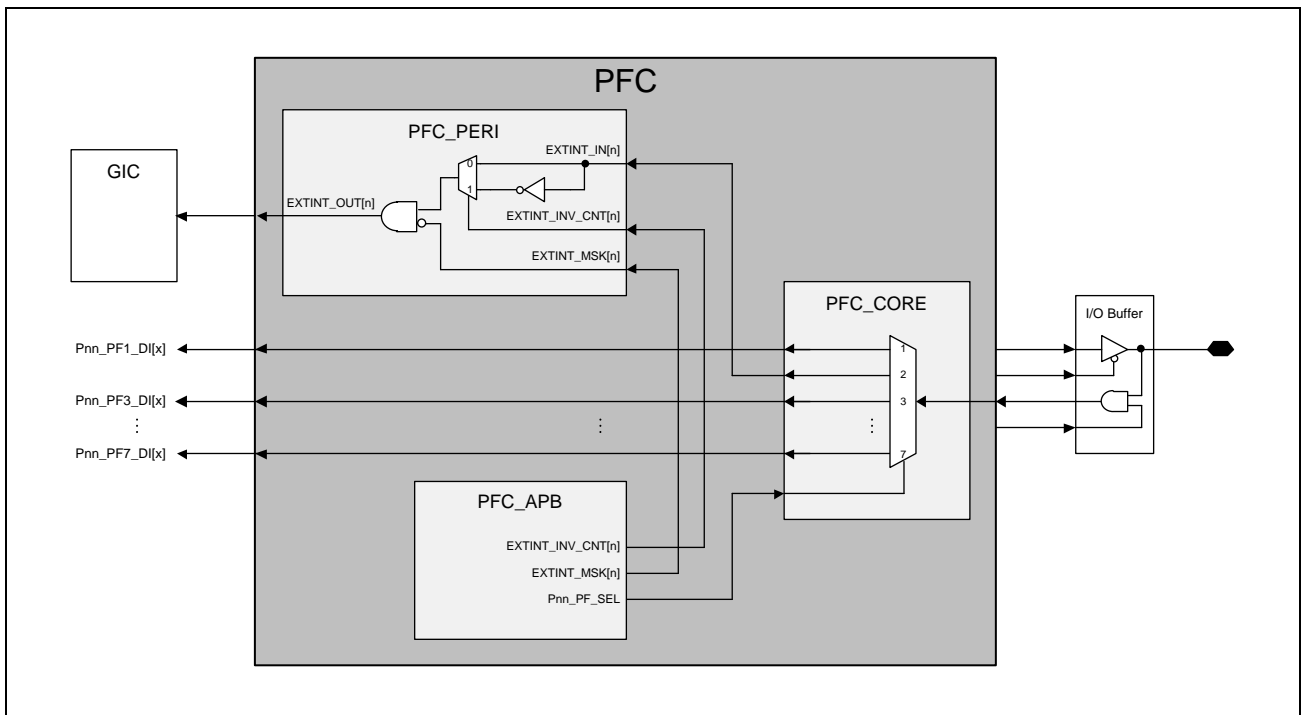 PFC
PFC_PERI
GIC
EXTINT_IN[n]
0
1
EXTINT_OUT[n]
EXTINT_INV_CNT[n]
EXTINT_MSK[n]
PFC_CORE
I/O Buffer
Pnn_PF1_DI[x]
1
2
Pnn_PF3_DI[x]
3
⋮
⋮
⋮
Pnn_PF7_DI[x]
7
PFC_APB
EXTINT_INV_CNT[n]
EXTINT_MSK[n]
Pnn_PF_SEL